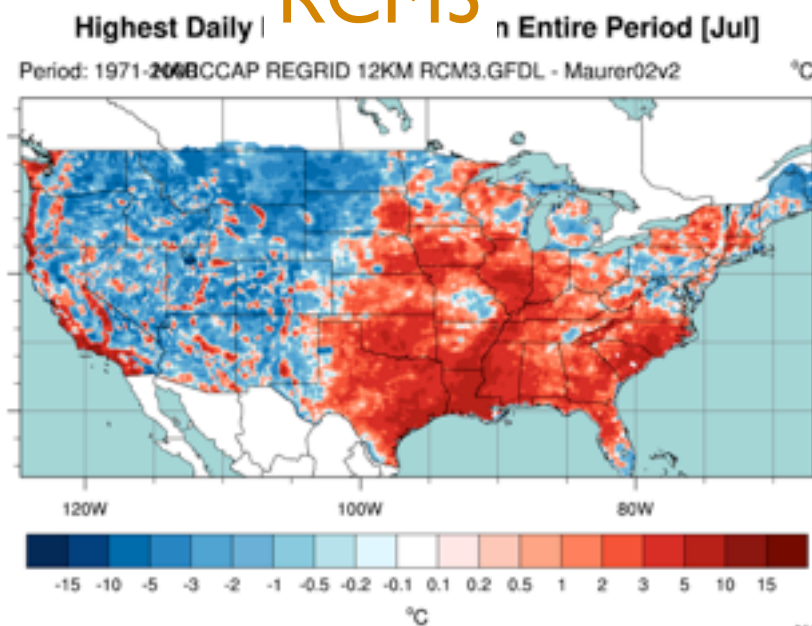 RCM3
Highest Daily n Entire Period [Jul]
Period: 1971- NARCCAP REGRID 12KM RCM3.GFDL - Maurer02v2 °C
120W 100W 80W
-15 -10 -5 -3 -2 -1 -0.5 -0.2 -0.1 0.1 0.2 0.5 1 2 3 5 10 15
°C